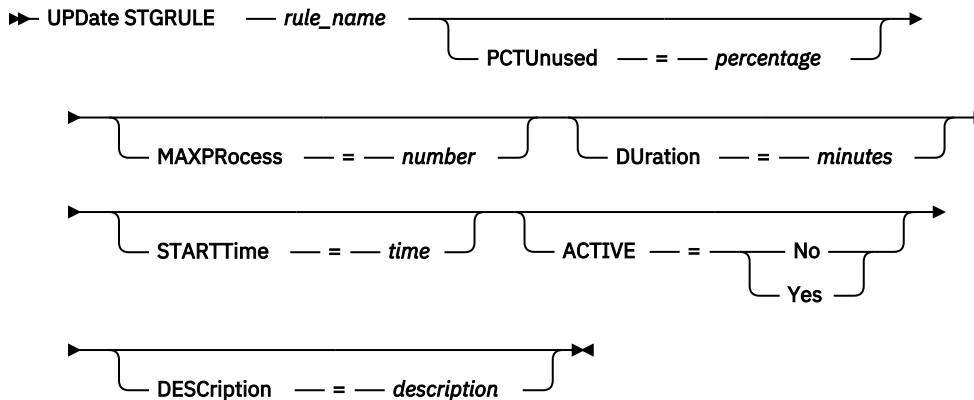 UPDate STGRULE rule_name
PCTUnused = percentage
MAXPRocess = number DUration = minutes
STARTTime = time ACTIVE = No
Yes
DESCription = description